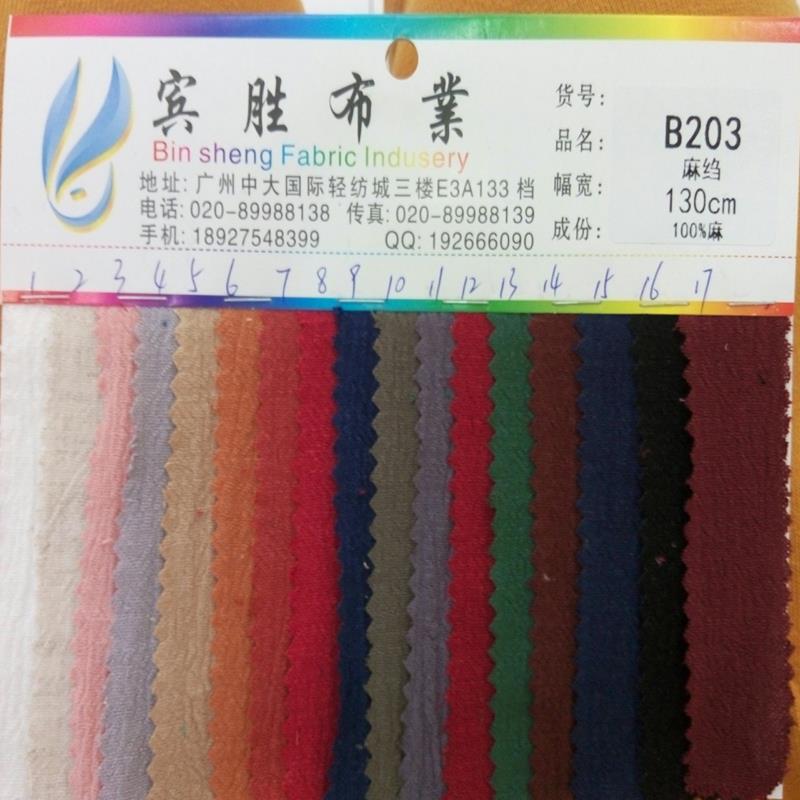 宾胜布業
Bin sheng Fabric Indusery
地址: 广州中大国际轻纺城三楼E3A133 档
电话: 020-89988138 传真: 020-89988139
手机: 18927548399 QQ: 192666090
货号: B203
品名: 麻绉
幅宽: 130cm
成份: 100%麻
1 2 3 4 5 6 7 8 9 10 11 12 13 14 15 16 17